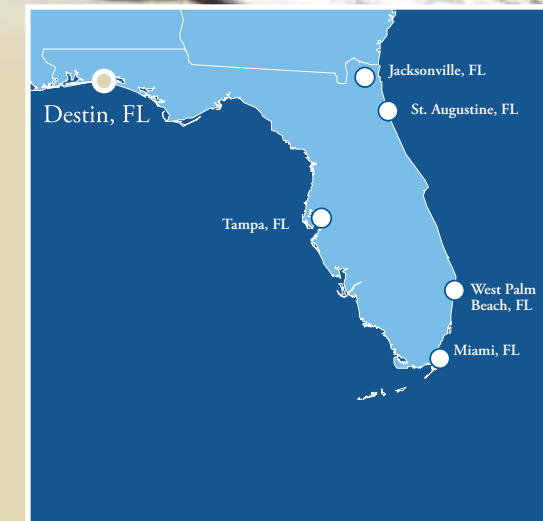 Jacksonville, FL
Destin, FL
St. Augustine, FL
Tampa, FL
West Palm
Beach, FL
Miami, FL